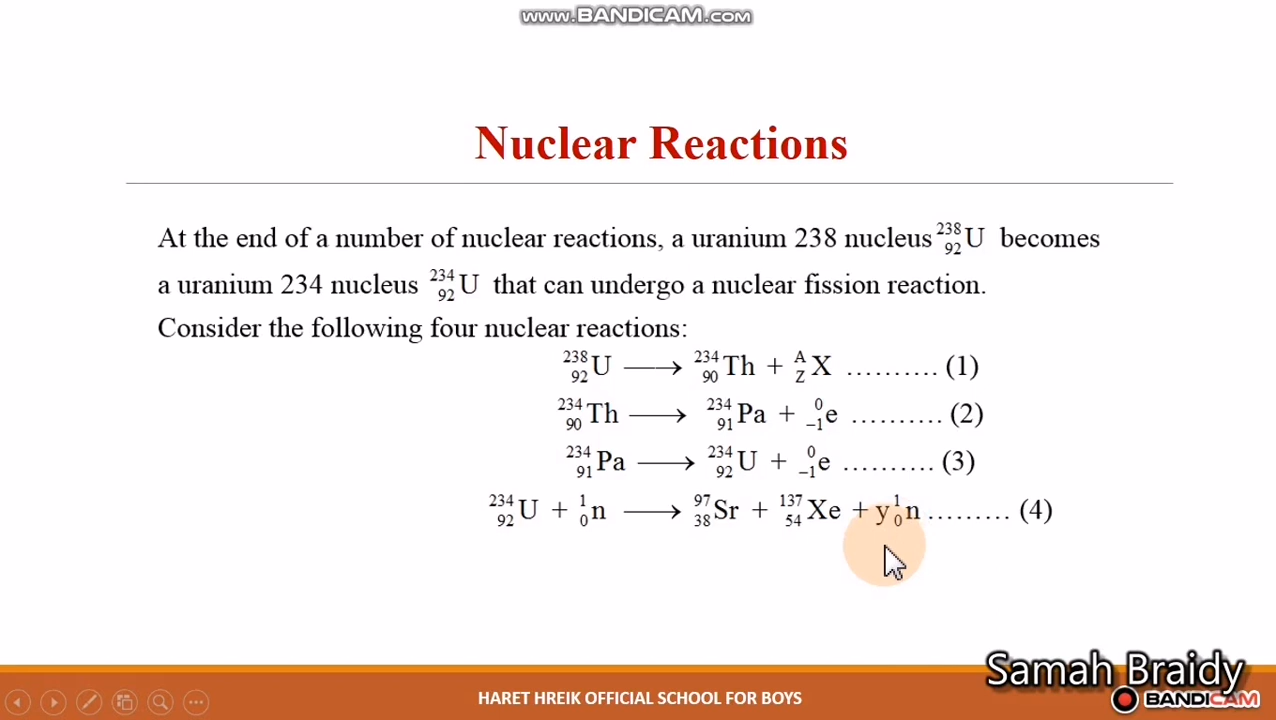 www.BANDICAM.com
Nuclear Reactions
At the end of a number of nuclear reactions, a uranium 238 nucleus ²³⁸₉₂U becomes
a uranium 234 nucleus ²³⁴₉₂U that can undergo a nuclear fission reaction.
Consider the following four nuclear reactions:
²³⁸₉₂U ⟶ ²³⁴₉₀Th + ᴬ_ZX .......... (1)
²³⁴₉₀Th ⟶ ²³⁴₉₁Pa + ⁰₋₁e .......... (2)
²³⁴₉₁Pa ⟶ ²³⁴₉₂U + ⁰₋₁e .......... (3)
²³⁴₉₂U + ¹₀n ⟶ ⁹⁷₃₈Sr + ¹³⁷₅₄Xe + y¹₀n ......... (4)
Samah Braidy
HARET HREIK OFFICIAL SCHOOL FOR BOYS
BANDICAM